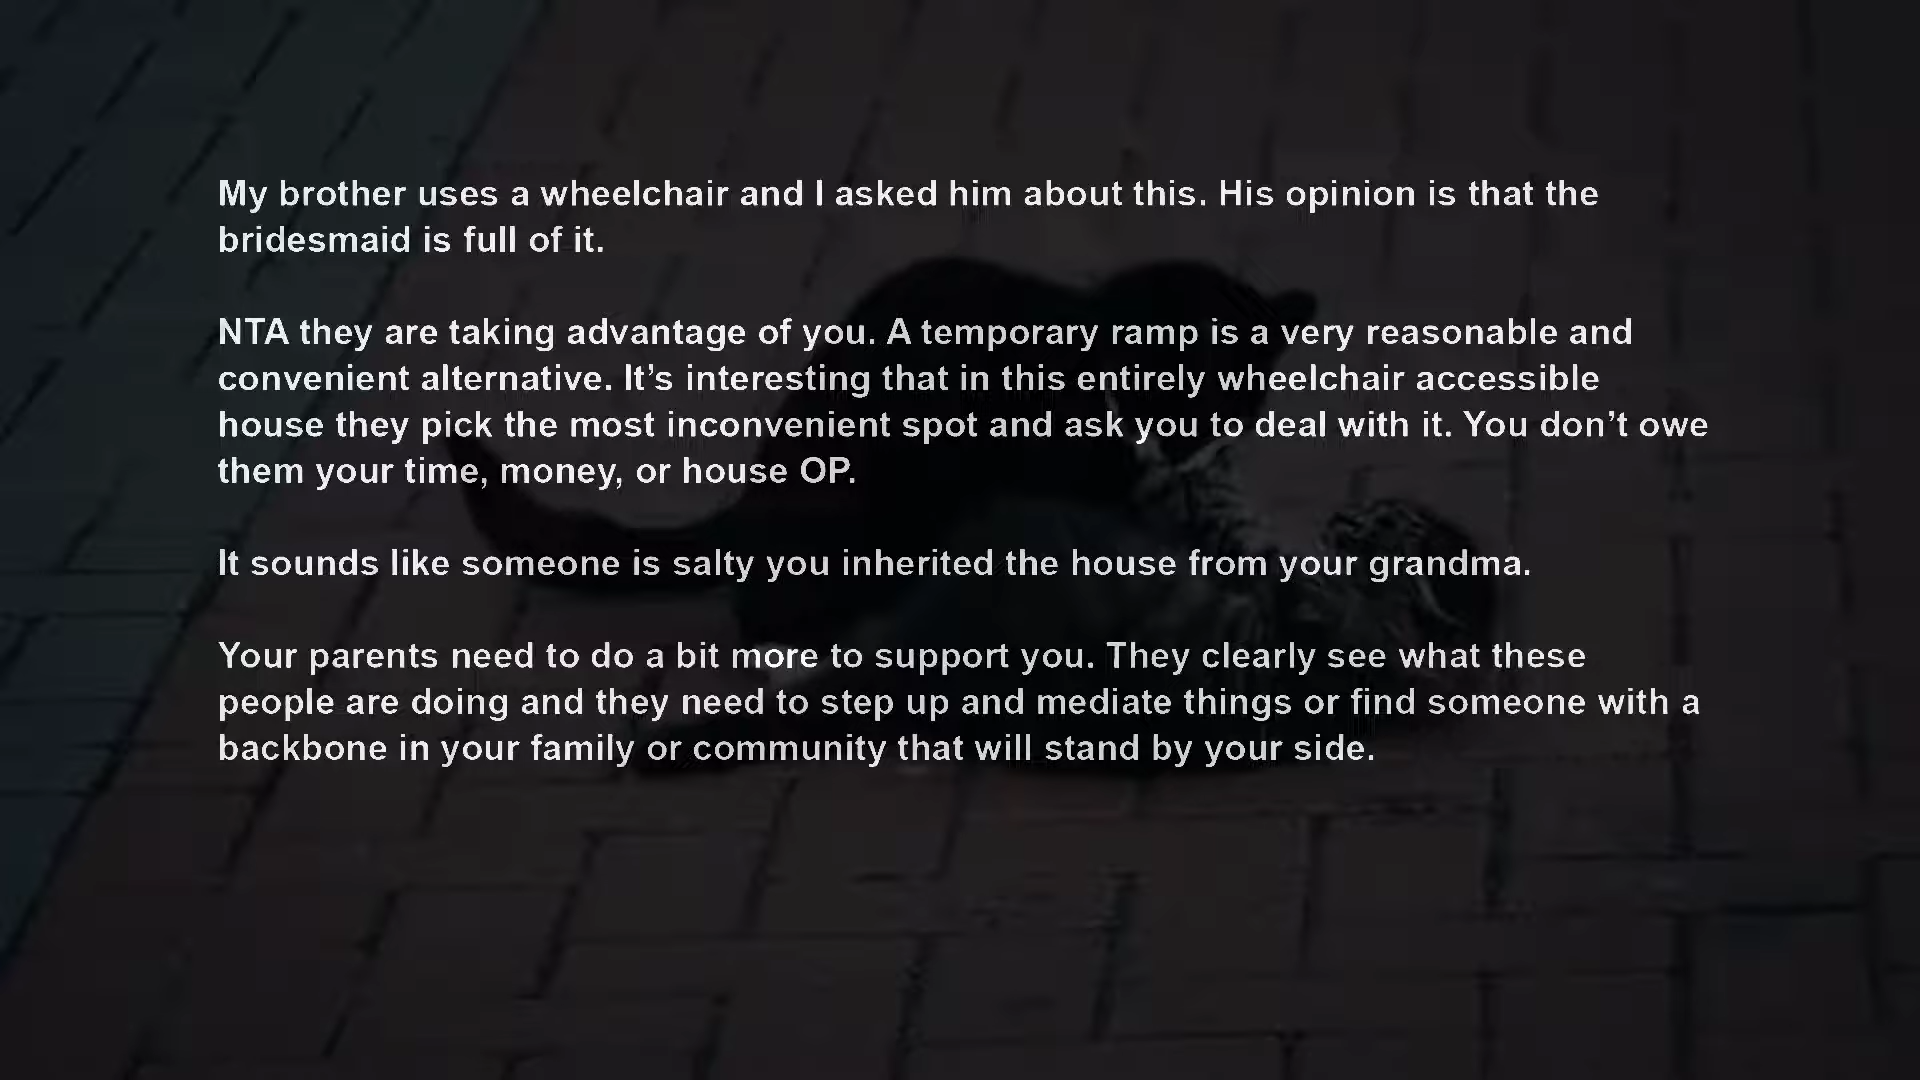 My brother uses a wheelchair and I asked him about this. His opinion is that the
bridesmaid is full of it.
NTA they are taking advantage of you. A temporary ramp is a very reasonable and
convenient alternative. It’s interesting that in this entirely wheelchair accessible
house they pick the most inconvenient spot and ask you to deal with it. You don’t owe
them your time, money, or house OP.
It sounds like someone is salty you inherited the house from your grandma.
Your parents need to do a bit more to support you. They clearly see what these
people are doing and they need to step up and mediate things or find someone with a
backbone in your family or community that will stand by your side.